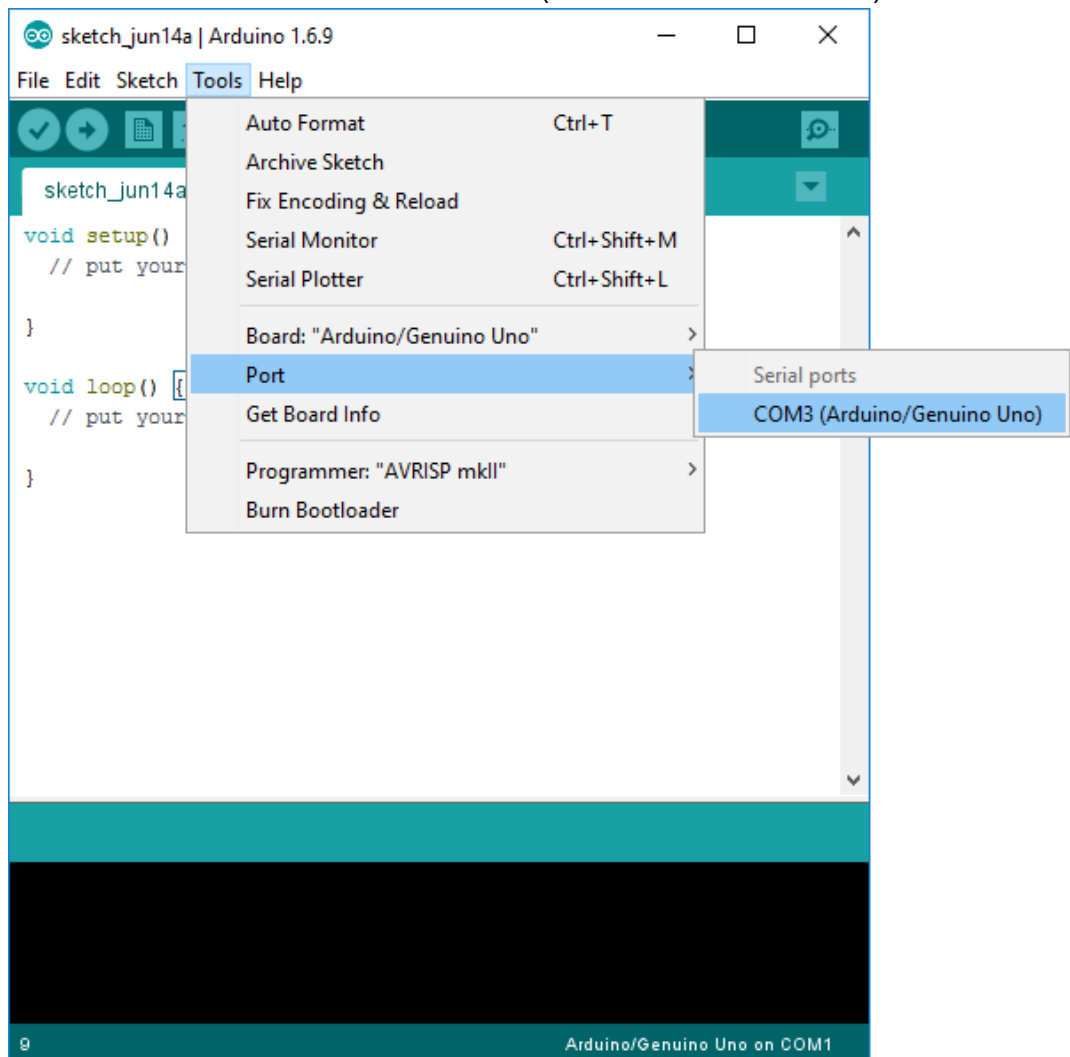 sketch_jun14a | Arduino 1.6.9
File Edit Sketch Tools Help
Auto Format Ctrl+T
Archive Sketch
sketch_jun14a
Fix Encoding & Reload
void setup()
Serial Monitor Ctrl+Shift+M
// put your
Serial Plotter Ctrl+Shift+L
}
Board: "Arduino/Genuino Uno"
Port
Serial ports
void loop() {
Get Board Info
COM3 (Arduino/Genuino Uno)
// put your
}
Programmer: "AVRISP mkII"
Burn Bootloader
9
Arduino/Genuino Uno on COM1